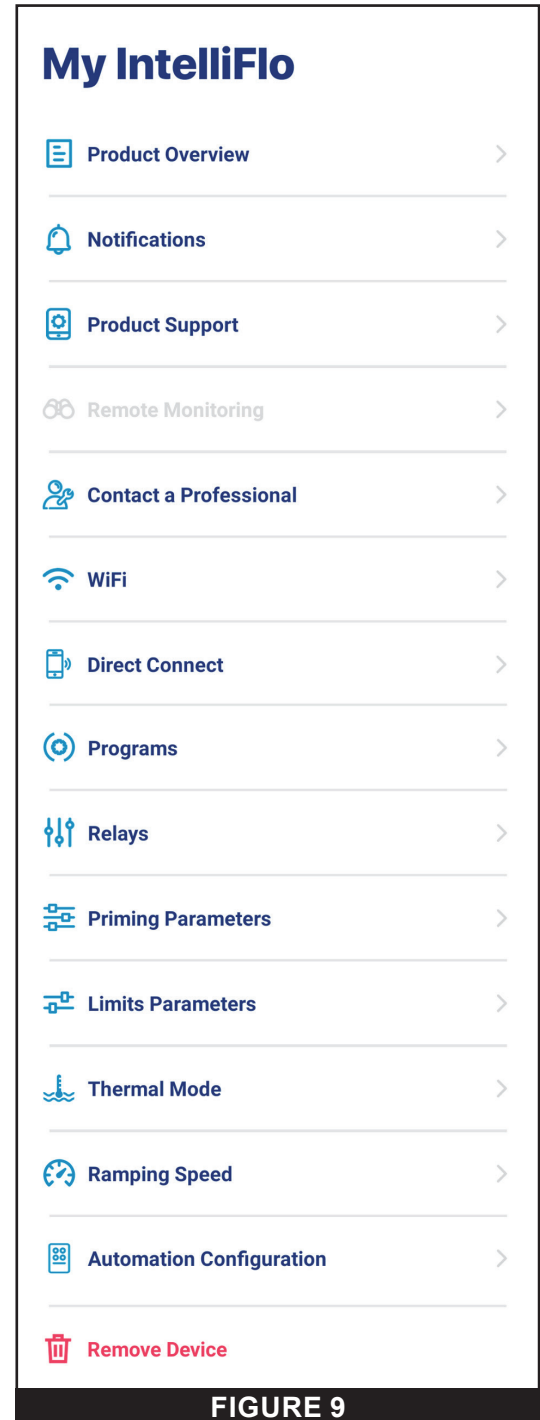 My IntelliFlo
Product Overview
Notifications
Product Support
Remote Monitoring
Contact a Professional
WiFi
Direct Connect
Programs
Relays
Priming Parameters
Limits Parameters
Thermal Mode
Ramping Speed
Automation Configuration
Remove Device
FIGURE 9